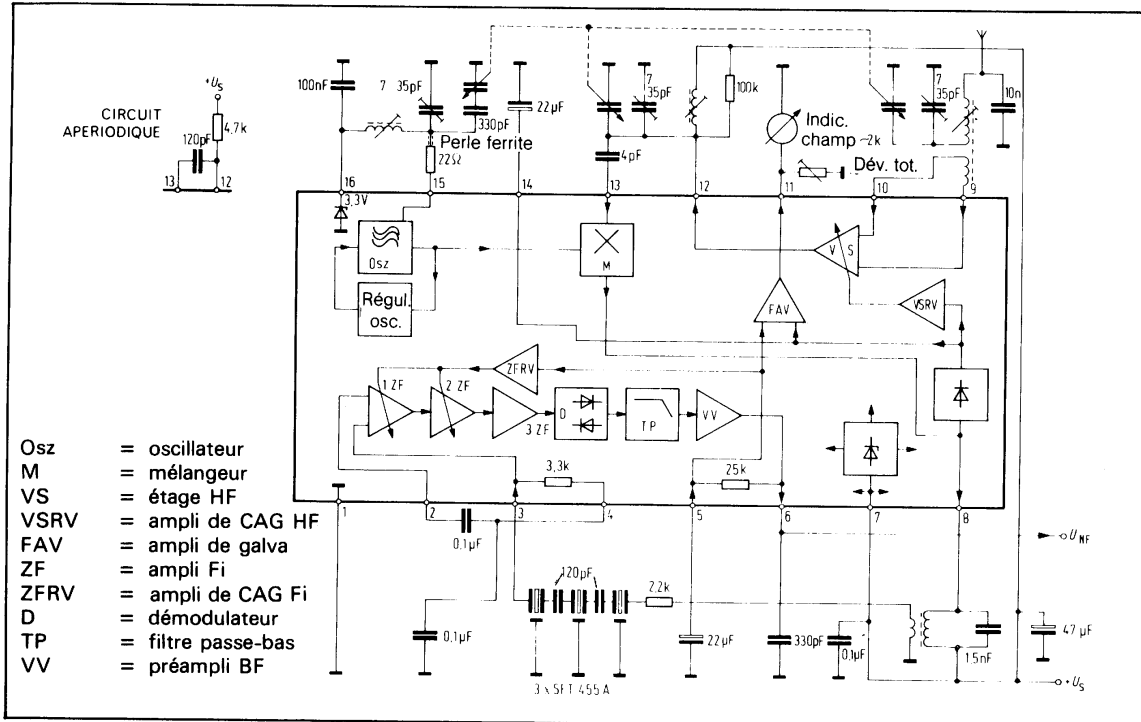 +Us
4,7k
CIRCUIT
APERIODIQUE
120pF
13
12
100nF
7 35pF
330pF
22µF
7
35pF
100k
7
35pF
10n
Perle ferrite
22Ω
4pF
Indic.
champ ~2k
Dév. tot.
16
15
14
13
12
11
10
9
3,3V
Osz
M
V S
Régul.
osc.
FAV
VSRV
ZFRV
1 ZF
2 ZF
3 ZF
D
TP
VV
3,3k
25k
1
2
3
4
5
6
7
8
0,1µF
UNF
120pF
2,2k
0,1µF
22µF
330pF
0,1µF
1,5nF
47 µF
+Us
3 x SFT 455 A
Osz = oscillateur
M = mélangeur
VS = étage HF
VSRV = ampli de CAG HF
FAV = ampli de galva
ZF = ampli Fi
ZFRV = ampli de CAG Fi
D = démodulateur
TP = filtre passe-bas
VV = préampli BF